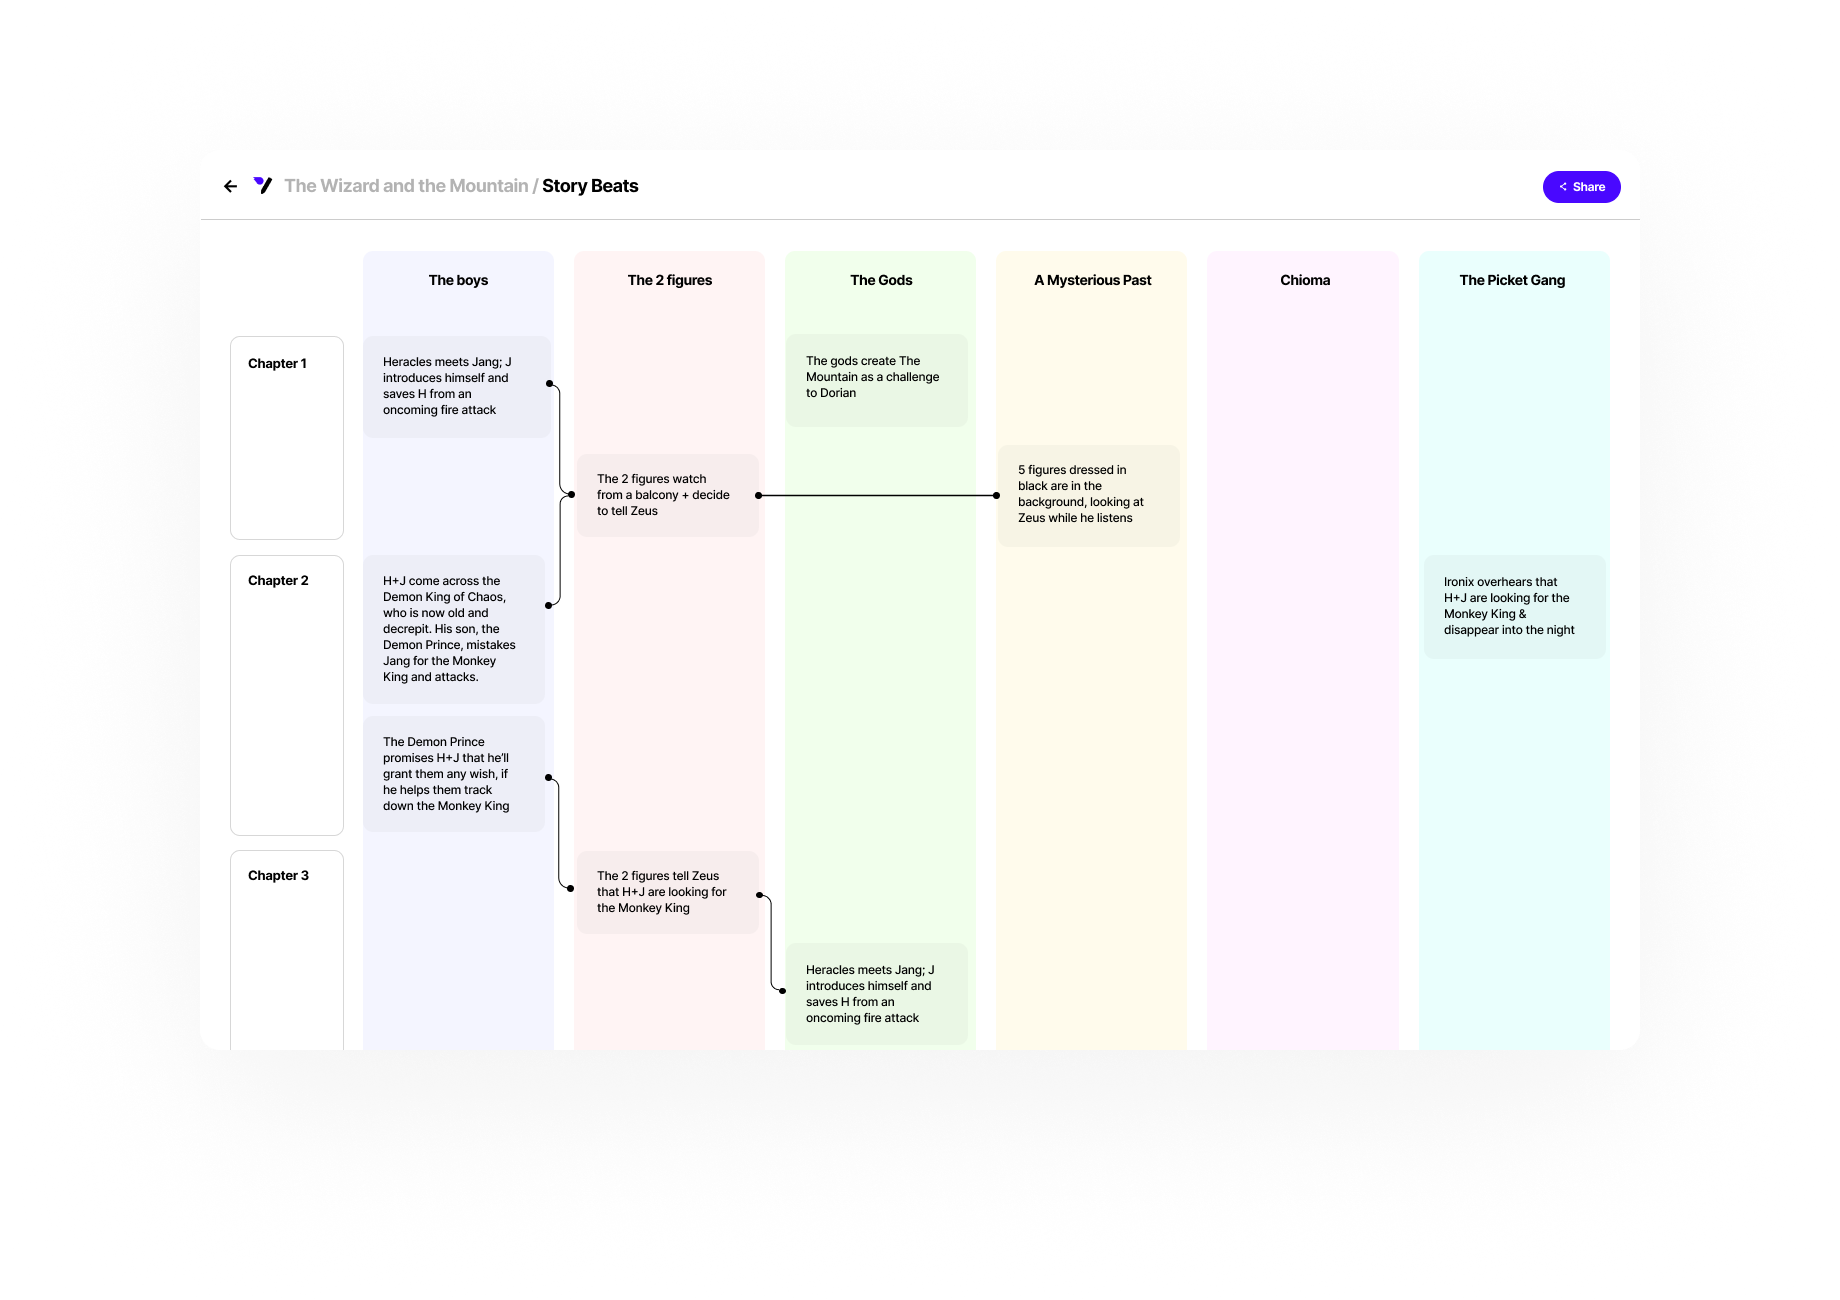 The Wizard and the Mountain / Story Beats
Share
The boys
The 2 figures
The Gods
A Mysterious Past
Chioma
The Picket Gang
Chapter 1
Heracles meets Jang; J
introduces himself and
saves H from an
oncoming fire attack
The gods create The
Mountain as a challenge
to Dorian
The 2 figures watch
from a balcony + decide
to tell Zeus
5 figures dressed in
black are in the
background, looking at
Zeus while he listens
Chapter 2
H+J come across the
Demon King of Chaos,
who is now old and
decrepit. His son, the
Demon Prince, mistakes
Jang for the Monkey
King and attacks.
Ironix overhears that
H+J are looking for the
Monkey King &
disappear into the night
The Demon Prince
promises H+J that he'll
grant them any wish, if
he helps them track
down the Monkey King
Chapter 3
The 2 figures tell Zeus
that H+J are looking for
the Monkey King
Heracles meets Jang; J
introduces himself and
saves H from an
oncoming fire attack